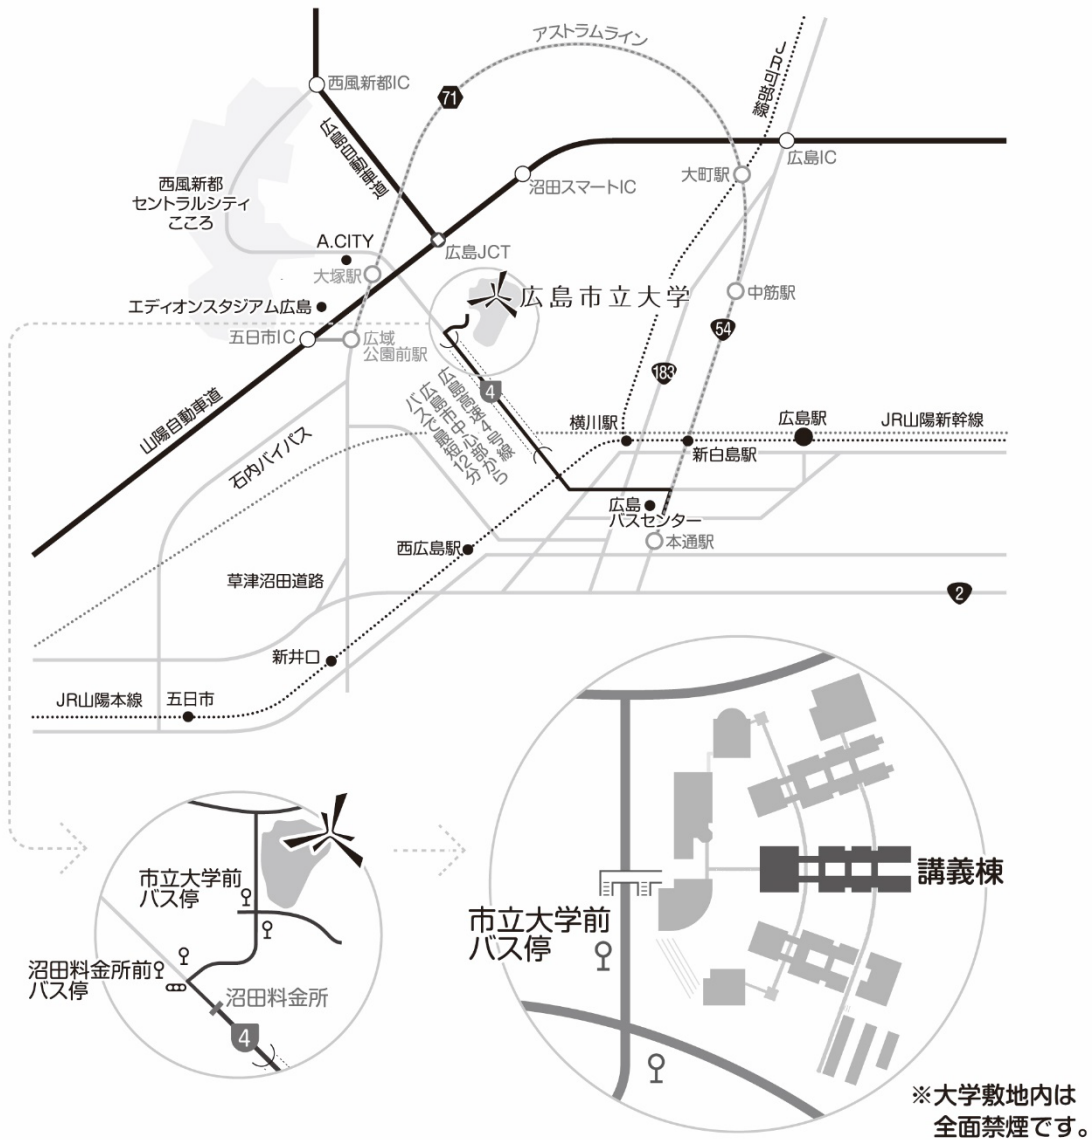 アストラムライン
JR可部線
西風新都IC
71
広島自動車道
広島IC
大町駅
沼田スマートIC
西風新都
セントラルシティ
こころ
A.CITY
広島JCT
大塚駅
広島市立大学
中筋駅
エディオンスタジアム広島
五日市IC
広域
公園前駅
54
183
4
広島高速4号線
広島市中心部から
バスで最短12分
山陽自動車道
石内バイパス
横川駅
広島駅
JR山陽新幹線
新白島駅
広島
バスセンター
本通駅
西広島駅
草津沼田道路
2
新井口
JR山陽本線
五日市
市立大学前
バス停
沼田料金所前
バス停
沼田料金所
4
講義棟
市立大学前
バス停
※大学敷地内は
全面禁煙です。